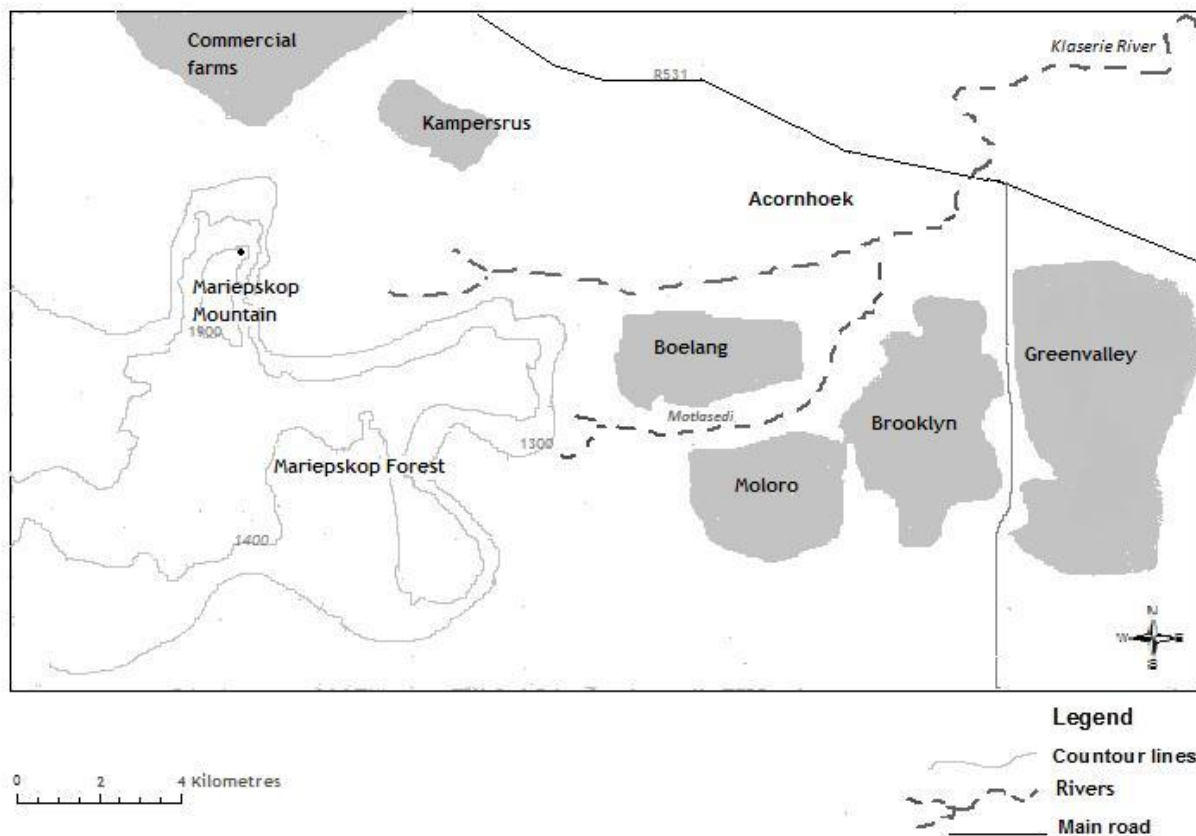 Commercial
farms
Klaserie River
R531
Kampersrus
Acornhoek
Mariepskop
Mountain
1900
Boelang
Greenvalley
Motlasedi
Brooklyn
1300
Mariepskop Forest
Moloro
1400
N
W E
S
Legend
Countour lines
0 2 4 Kilometres
Rivers
Main road